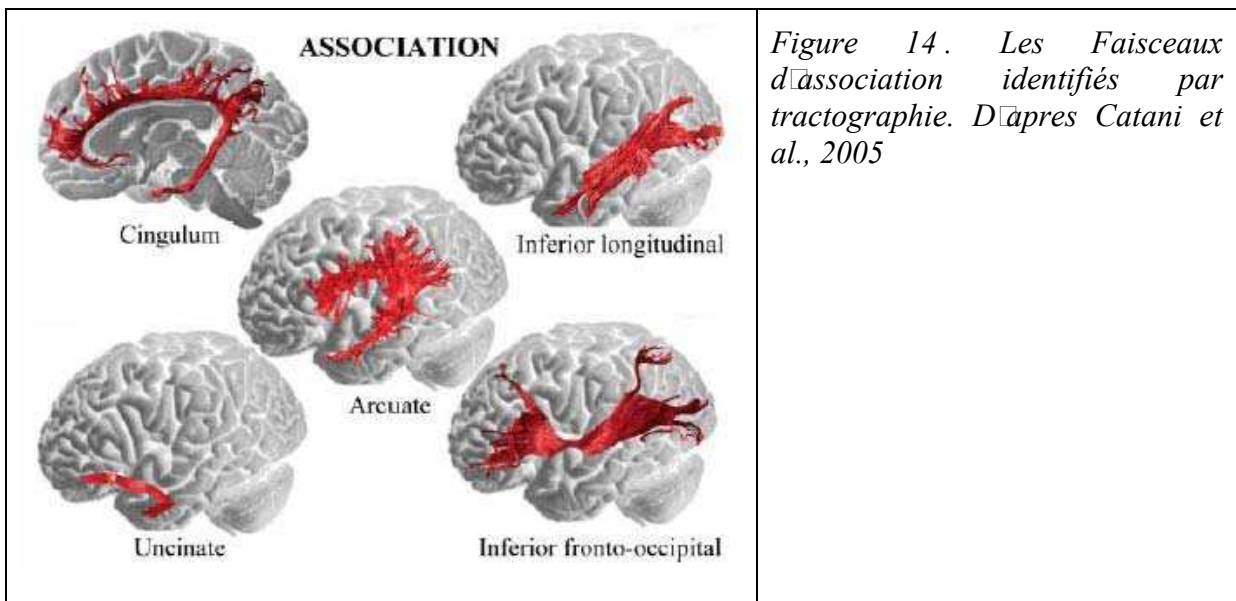 ASSOCIATION
Cingulum
Inferior longitudinal
Arcuate
Uncinate
Inferior fronto-occipital
Figure 14. Les Faisceaux
d□association identifiés par
tractographie. D□apres Catani et
al., 2005